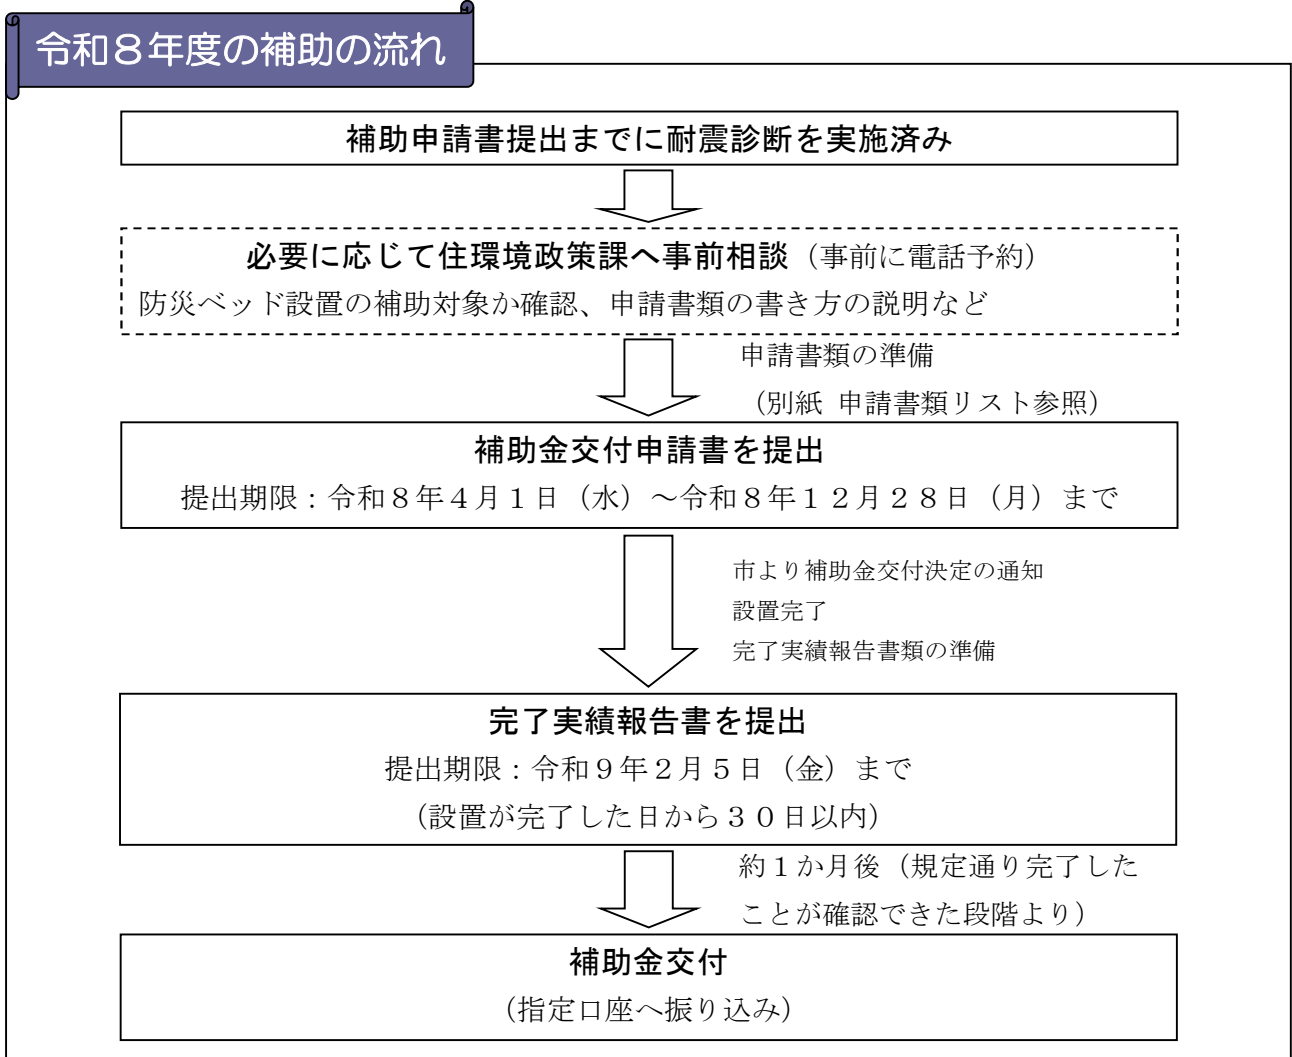 令和８年度の補助の流れ
補助申請書提出までに耐震診断を実施済み
必要に応じて住環境政策課へ事前相談（事前に電話予約）
防災ベッド設置の補助対象か確認、申請書類の書き方の説明など
申請書類の準備
（別紙 申請書類リスト参照）
補助金交付申請書を提出
提出期限：令和８年４月１日（水）～令和８年１２月２８日（月）まで
市より補助金交付決定の通知
設置完了
完了実績報告書類の準備
完了実績報告書を提出
提出期限：令和９年２月５日（金）まで
（設置が完了した日から３０日以内）
約１か月後（規定通り完了した
ことが確認できた段階より）
補助金交付
（指定口座へ振り込み）